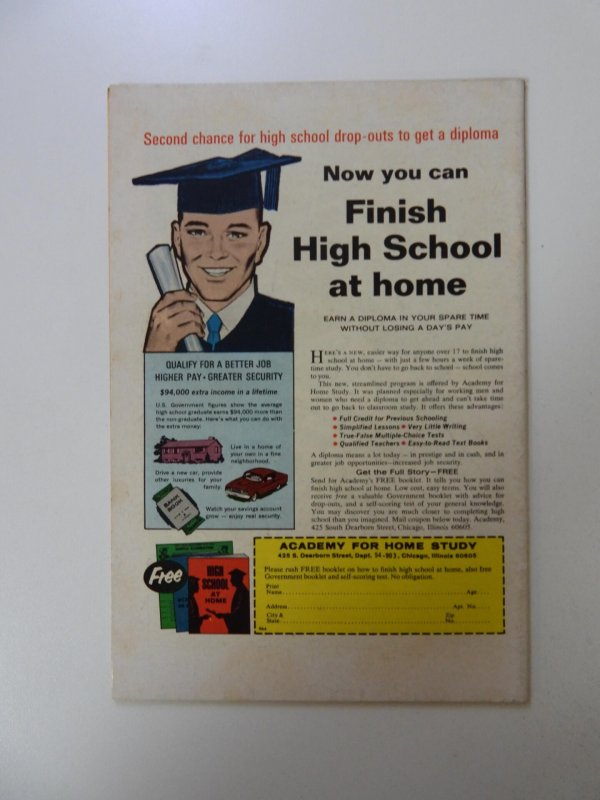 Second chance for high school drop-outs to get a diploma
Now you can
Finish
High School
at home
EARN A DIPLOMA IN YOUR SPARE TIME
WITHOUT LOSING A DAY'S PAY
HERE'S A NEW, easier way for anyone over 17 to finish high
school at home – with just a few hours a week of spare-
time study. You don't have to go back to school – school comes
to you.
This new, streamlined program is offered by Academy for
Home Study. It was planned especially for working men and
women who need a diploma to get ahead and can't take time
out to go back to classroom study. It offers these advantages:
• Full Credit for Previous Schooling
• Simplified Lessons • Very Little Writing
• True-False Multiple-Choice Tests
• Qualified Teachers • Easy-to-Read Text Books
A diploma means a lot today – in prestige and in cash, and in
greater job opportunities–increased job security.
Get the Full Story–FREE
Send for Academy's FREE booklet. It tells you how you can
finish high school at home. Low cost, easy terms. You will also
receive free a valuable Government booklet with advice for
drop-outs, and a self-scoring test of your general knowledge.
You may discover you are much closer to completing high
school than you imagined. Mail coupon below today. Academy,
425 South Dearborn Street, Chicago, Illinois 60605.
QUALIFY FOR A BETTER JOB
HIGHER PAY • GREATER SECURITY
$94,000 extra income in a lifetime
U.S. Government figures show the average
high school graduate earns $94,000 more than
the non-graduate. Here's what you can do with
the extra money:
Live in a home of
your own in a fine
neighborhood.
Drive a new car, provide
other luxuries for your
family.
BANK
BOOK
Watch your savings account
grow – enjoy real security.
Free
HIGH
SCHOOL
AT
HOME
ACADEMY FOR HOME STUDY
425 S. Dearborn Street, Dept. 34-903, Chicago, Illinois 60605
Please rush FREE booklet on how to finish high school at home, also free
Government booklet and self-scoring test. No obligation.
Print
Name Age
Address Apt. No.
City & Zip
State No.